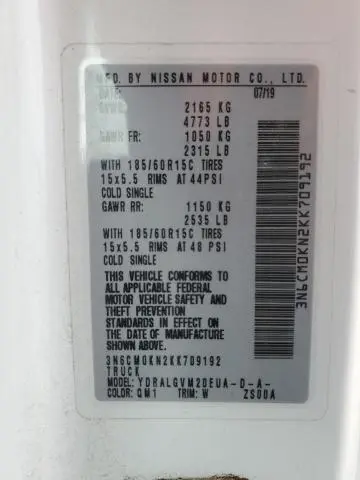 MFD. BY NISSAN MOTOR CO., LTD.
DATE: 07/19
GVWR: 2165 KG
4773 LB
GAWR FR: 1050 KG
2315 LB
WITH 185/60R15C TIRES
15x5.5 RIMS AT 44PSI
COLD SINGLE
GAWR RR: 1150 KG
2535 LB
WITH 185/60R15C TIRES
15x5.5 RIMS AT 48 PSI
COLD SINGLE
THIS VEHICLE CONFORMS TO
ALL APPLICABLE FEDERAL
MOTOR VEHICLE SAFETY AND
THEFT PREVENTION
STANDARDS IN EFFECT ON
THE DATE OF MANUFACTURE
SHOWN ABOVE.
3N6CM0KN2KK709192
TRUCK
MODEL: YDRALGVM20EUA-D-A-
COLOR: QM1 TRIM: W ZS00A
3N6CM0KN2KK709192